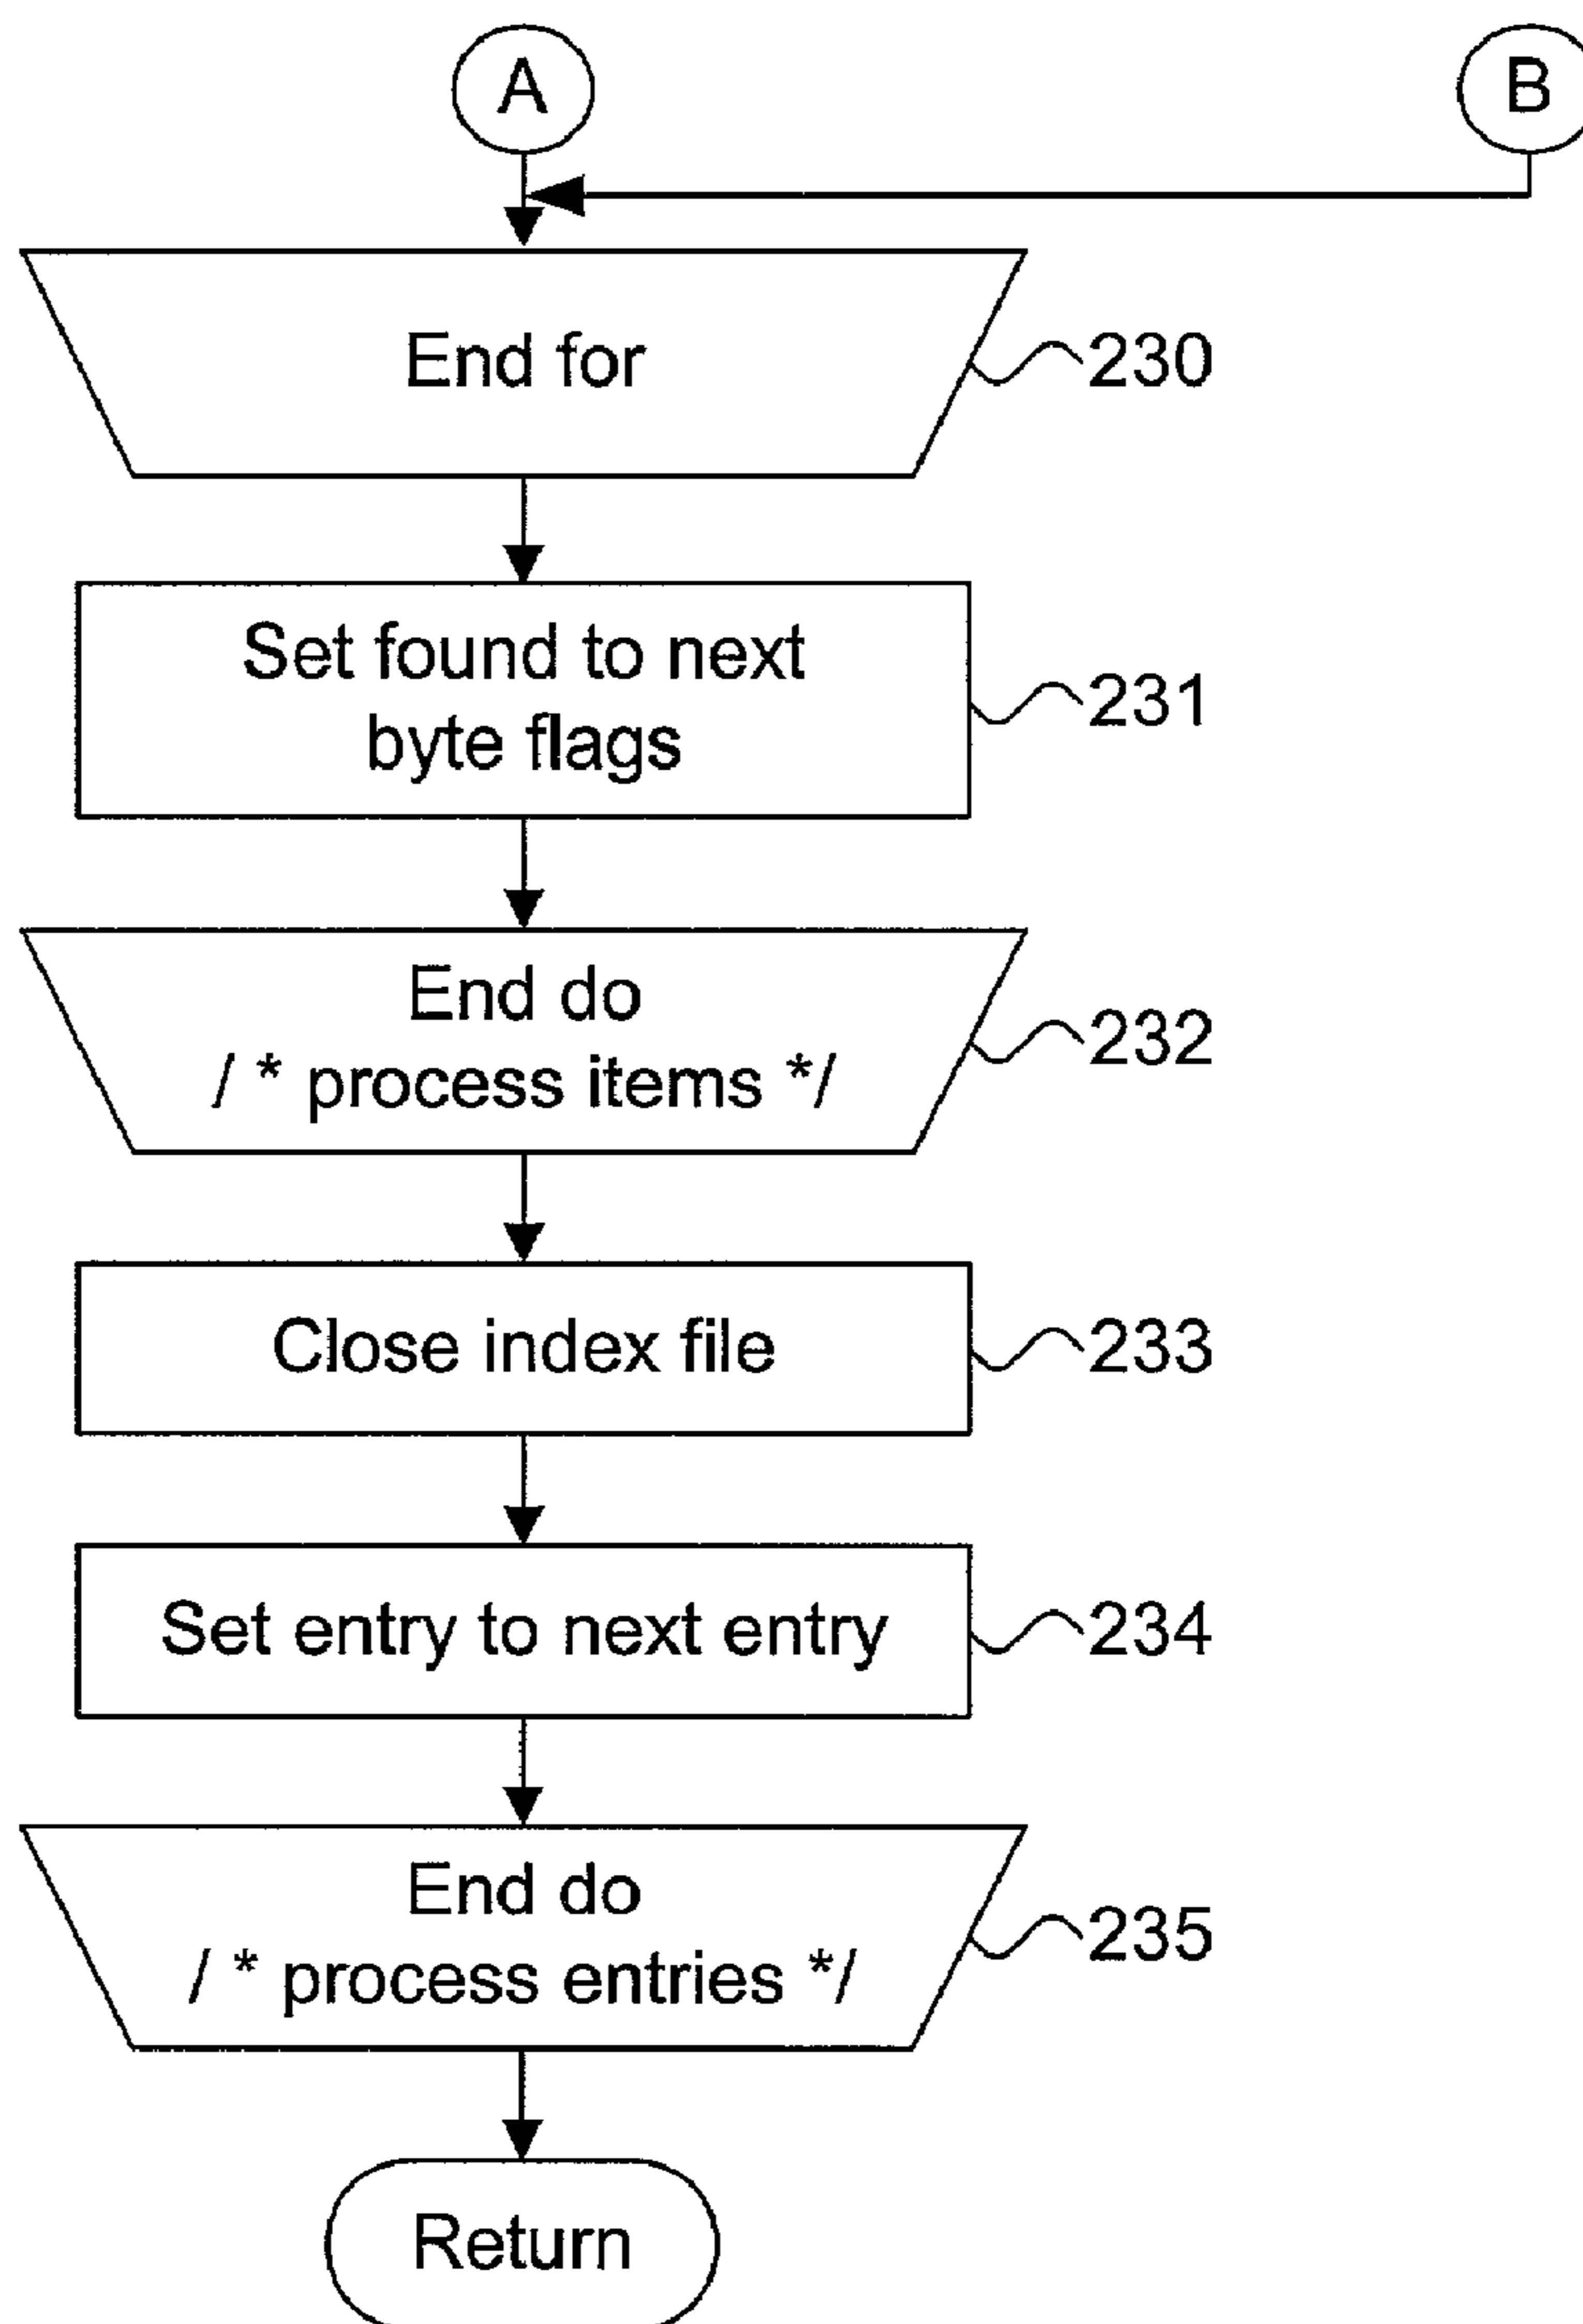 A
B
End for
230
Set found to next
byte flags
231
End do
/ * process items */
232
Close index file
233
Set entry to next entry
234
End do
/ * process entries */
235
Return